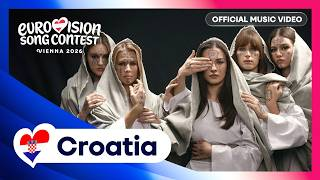 EUROVISION
SONG CONTEST
VIENNA 2026
OFFICIAL MUSIC VIDEO
Croatia